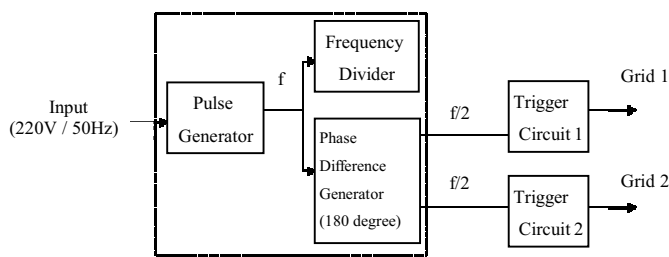 Input
(220V / 50Hz)
Pulse
Generator
f
Frequency
Divider
Phase
Difference
Generator
(180 degree)
f/2
f/2
Trigger
Circuit 1
Trigger
Circuit 2
Grid 1
Grid 2